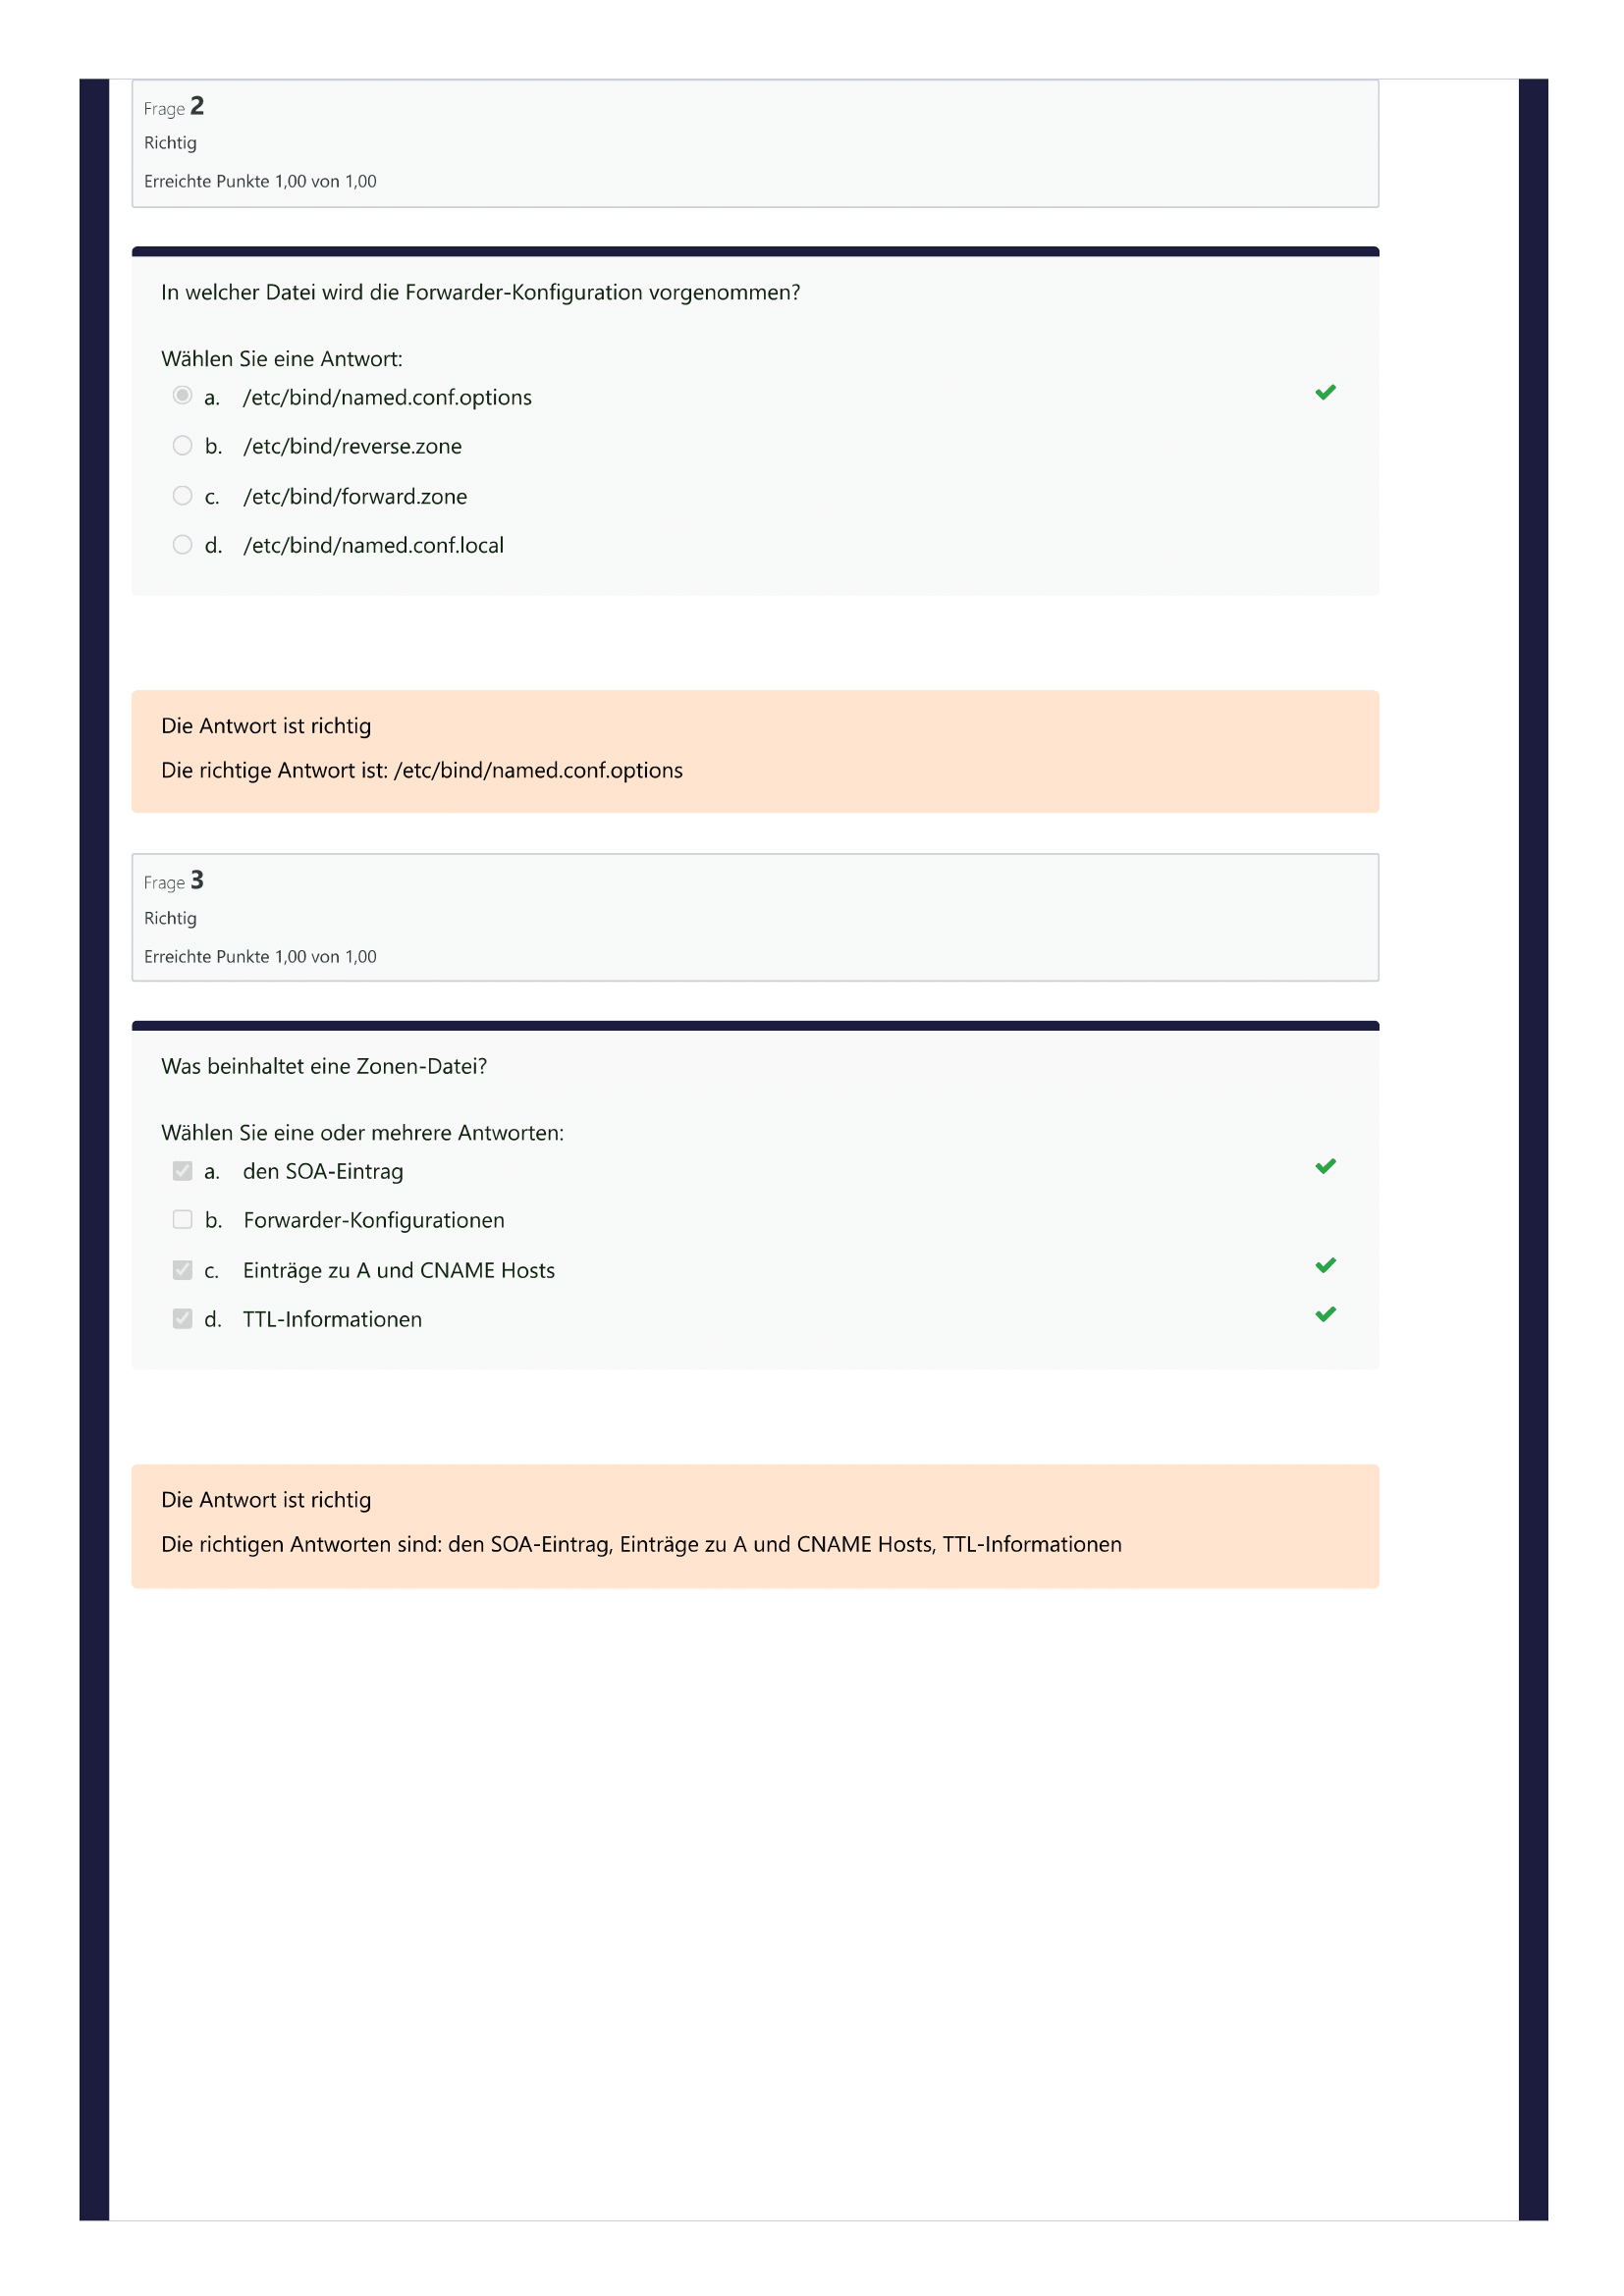 Frage 2
Richtig
Erreichte Punkte 1,00 von 1,00
In welcher Datei wird die Forwarder-Konfiguration vorgenommen?
Wählen Sie eine Antwort:
a. /etc/bind/named.conf.options
b. /etc/bind/reverse.zone
c. /etc/bind/forward.zone
d. /etc/bind/named.conf.local
Die Antwort ist richtig
Die richtige Antwort ist: /etc/bind/named.conf.options
Frage 3
Richtig
Erreichte Punkte 1,00 von 1,00
Was beinhaltet eine Zonen-Datei?
Wählen Sie eine oder mehrere Antworten:
a. den SOA-Eintrag
b. Forwarder-Konfigurationen
c. Einträge zu A und CNAME Hosts
d. TTL-Informationen
Die Antwort ist richtig
Die richtigen Antworten sind: den SOA-Eintrag, Einträge zu A und CNAME Hosts, TTL-Informationen